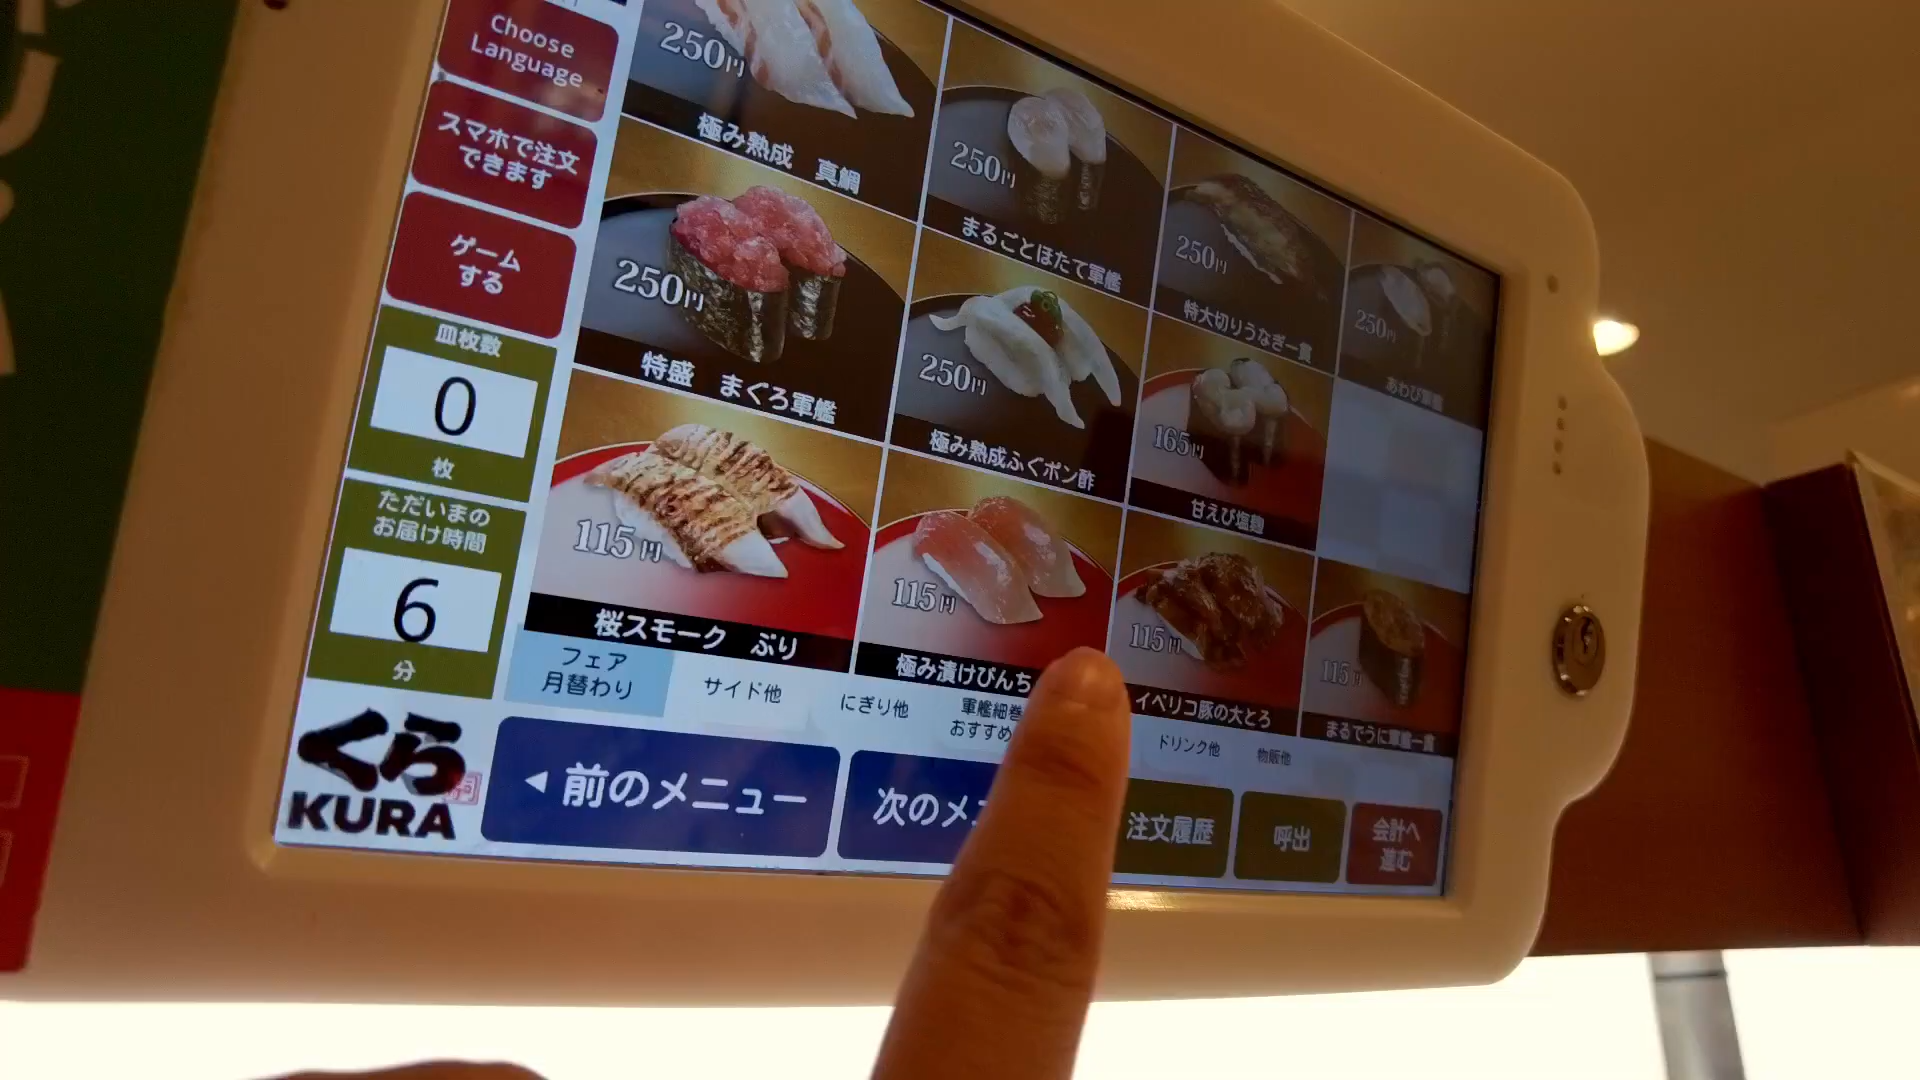 Choose
Language
スマホで注文
できます
ゲーム
する
皿枚数
0
枚
ただいまの
お届け時間
6
分
くら
KURA
250円
極み熟成 真鯛
250円
まるごとほたて軍艦
250円
特大切りうなぎ一貫
250円
あわび軍艦
250円
特盛 まぐろ軍艦
250円
極み熟成ふぐポン酢
165円
甘えび塩麹
115円
桜スモーク ぶり
115円
極み漬けびんち
115円
イベリコ豚の大とろ
115円
まるでうに軍艦一貫
フェア
月替わり
サイド他
にぎり他
軍艦細巻
おすすめ
ドリンク他
物販他
◀前のメニュー
次のメニ
注文履歴
呼出
会計へ
進む